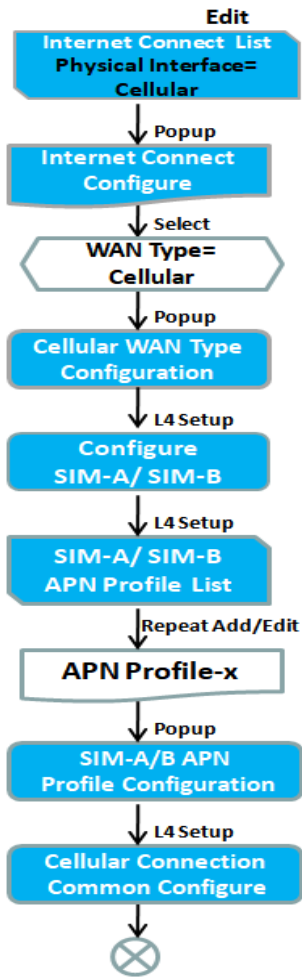 Edit
Internet Connect List
Physical Interface=
Cellular
Popup
Internet Connect
Configure
Select
WAN Type=
Cellular
Popup
Cellular WAN Type
Configuration
L4 Setup
Configure
SIM-A/ SIM-B
L4 Setup
SIM-A/ SIM-B
APN Profile List
Repeat Add/Edit
APN Profile-x
Popup
SIM-A/B APN
Profile Configuration
L4 Setup
Cellular Connection
Common Configure